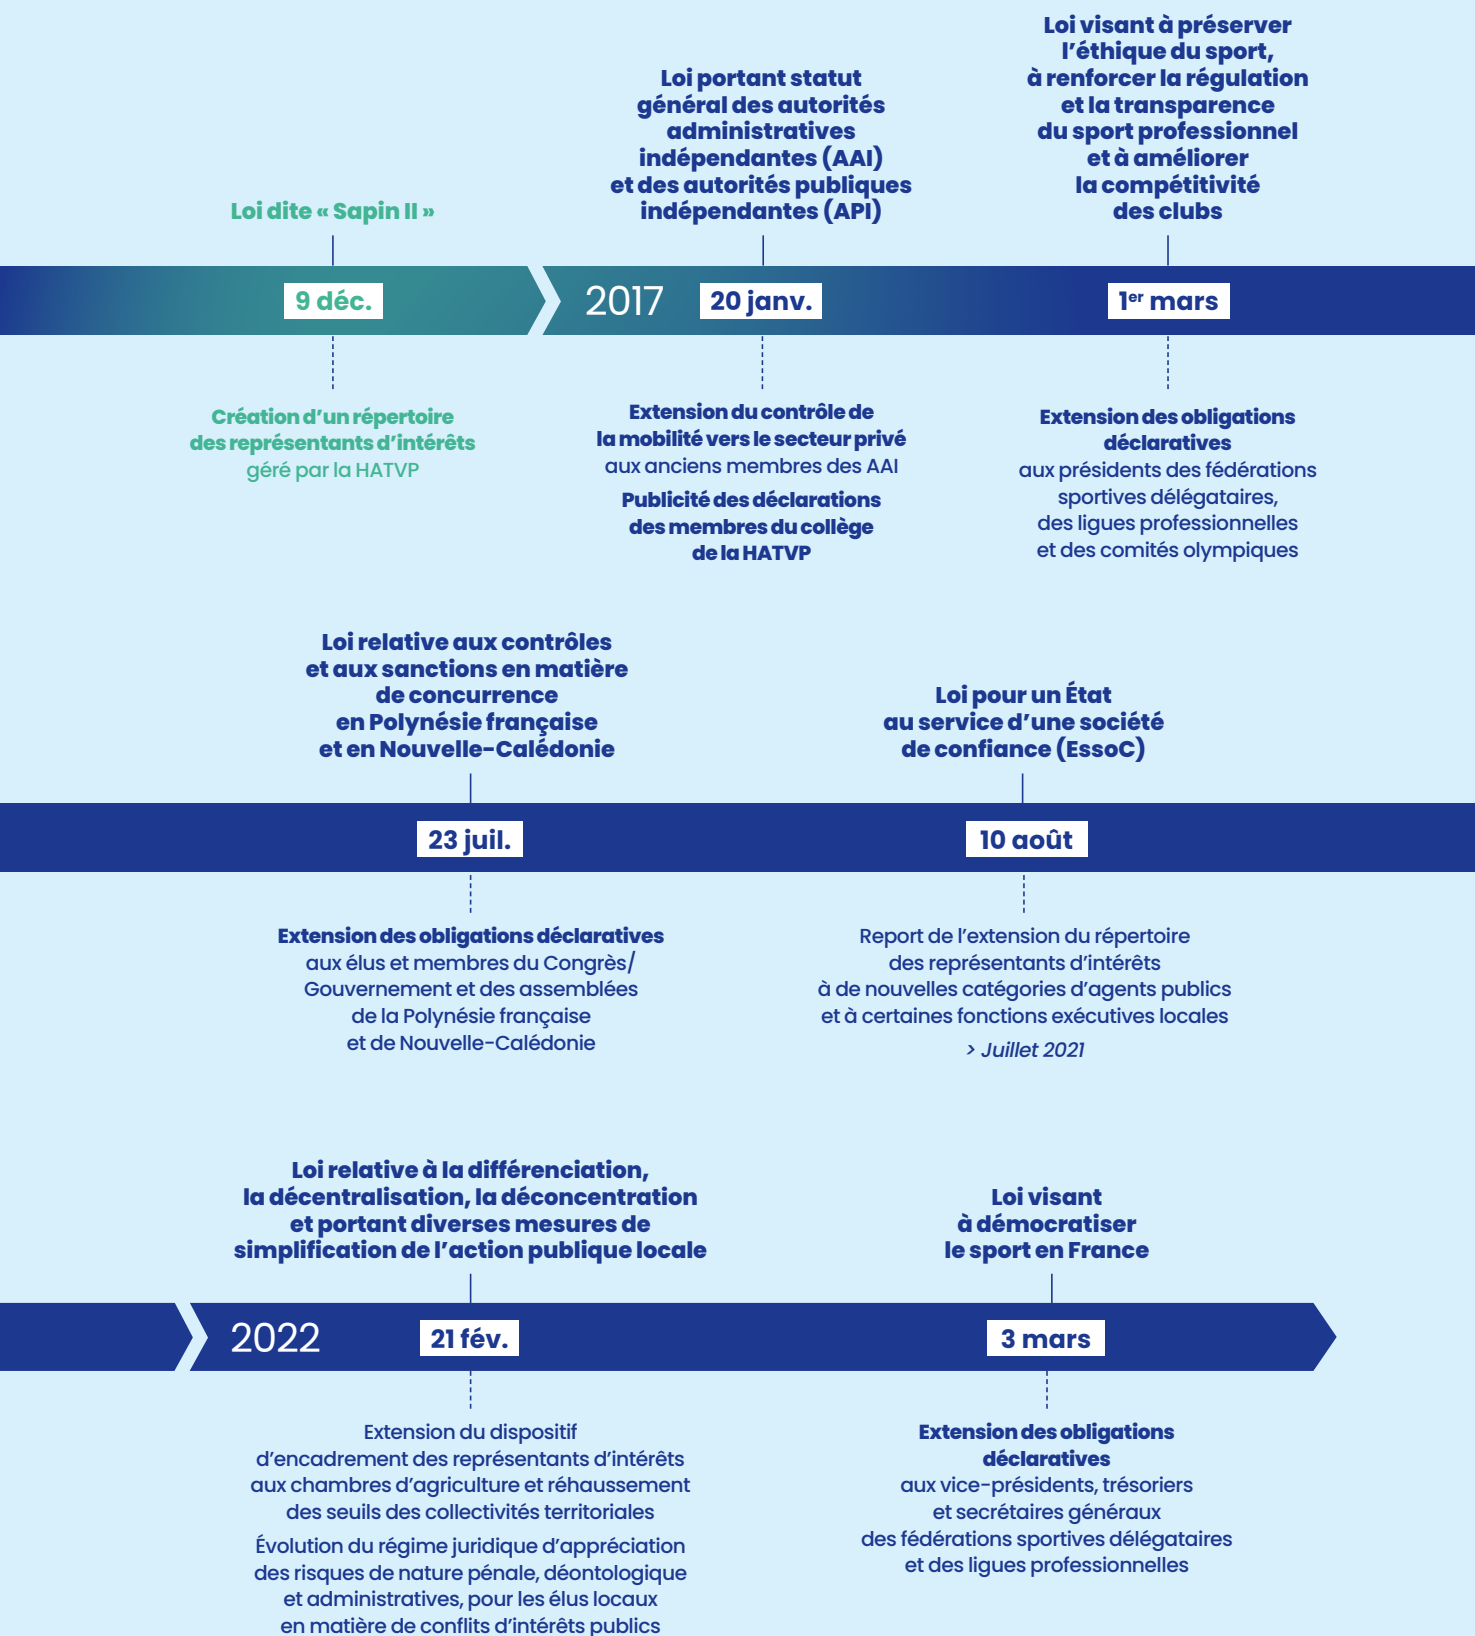 Loi dite « Sapin II »
Loi portant statut
général des autorités
administratives
indépendantes (AAI)
et des autorités publiques
indépendantes (API)
Loi visant à préserver
l’éthique du sport,
à renforcer la régulation
et la transparence
du sport professionnel
et à améliorer
la compétitivité
des clubs
9 déc.
2017
20 janv.
1er mars
Création d’un répertoire
des représentants d’intérêts
géré par la HATVP
Extension du contrôle de
la mobilité vers le secteur privé
aux anciens membres des AAI
Publicité des déclarations
des membres du collège
de la HATVP
Extension des obligations
déclaratives
aux présidents des fédérations
sportives délégataires,
des ligues professionnelles
et des comités olympiques
Loi relative aux contrôles
et aux sanctions en matière
de concurrence
en Polynésie française
et en Nouvelle-Calédonie
Loi pour un État
au service d’une société
de confiance (EssoC)
23 juil.
10 août
Extension des obligations déclaratives
aux élus et membres du Congrès/
Gouvernement et des assemblées
de la Polynésie française
et de Nouvelle-Calédonie
Report de l’extension du répertoire
des représentants d’intérêts
à de nouvelles catégories d’agents publics
et à certaines fonctions exécutives locales
> Juillet 2021
Loi relative à la différenciation,
la décentralisation, la déconcentration
et portant diverses mesures de
simplification de l’action publique locale
Loi visant
à démocratiser
le sport en France
2022
21 fév.
3 mars
Extension du dispositif
d’encadrement des représentants d’intérêts
aux chambres d’agriculture et réhaussement
des seuils des collectivités territoriales
Évolution du régime juridique d’appréciation
des risques de nature pénale, déontologique
et administratives, pour les élus locaux
en matière de conflits d’intérêts publics
Extension des obligations
déclaratives
aux vice-présidents, trésoriers
et secrétaires généraux
des fédérations sportives délégataires
et des ligues professionnelles